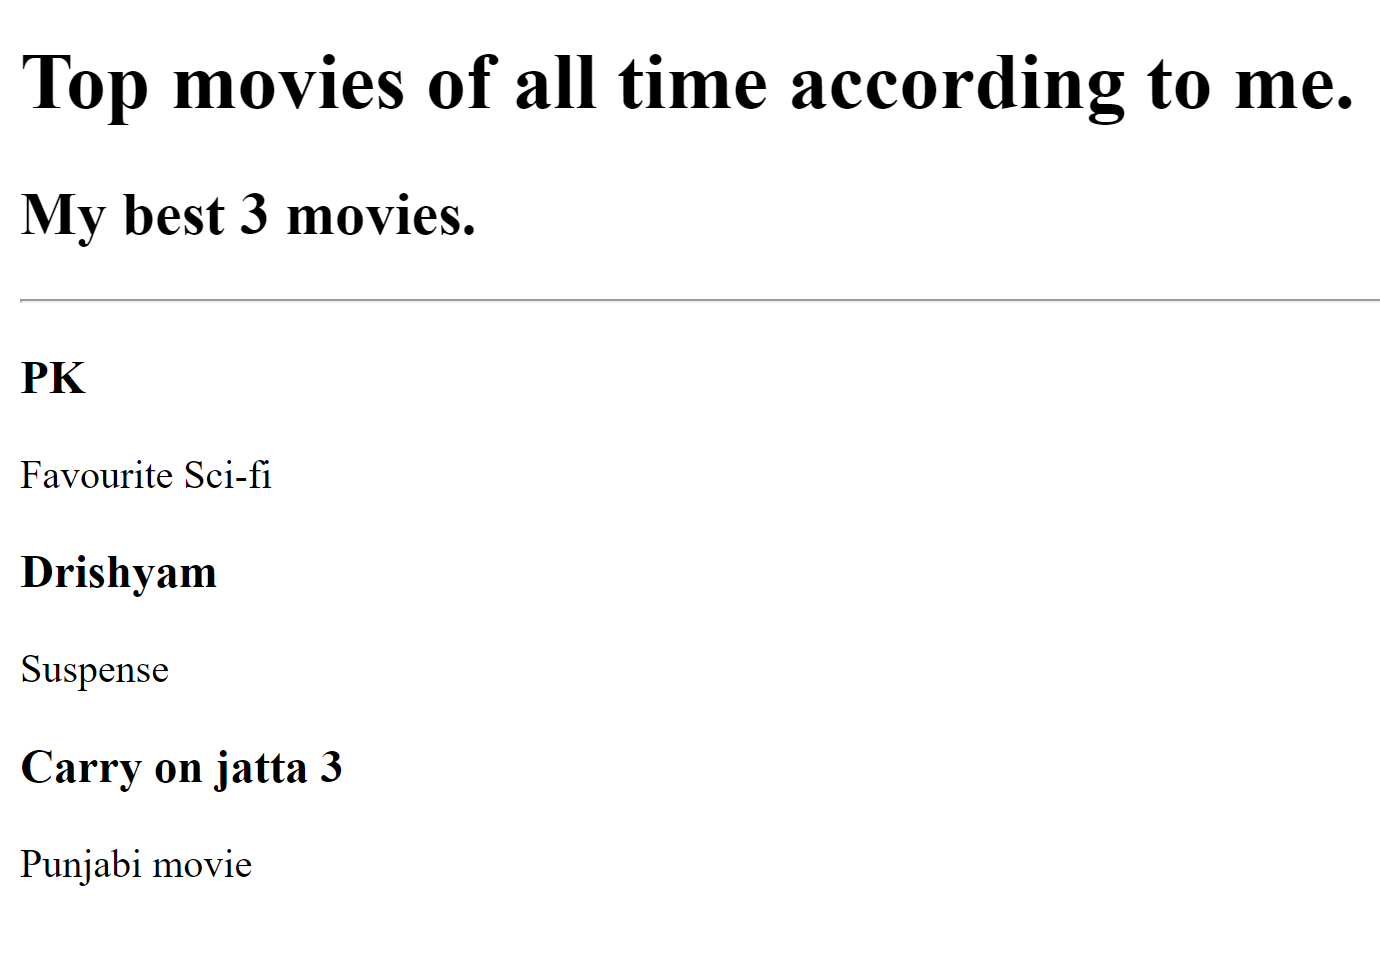 Top movies of all time according to me.
My best 3 movies.
PK
Favourite Sci-fi
Drishyam
Suspense
Carry on jatta 3
Punjabi movie